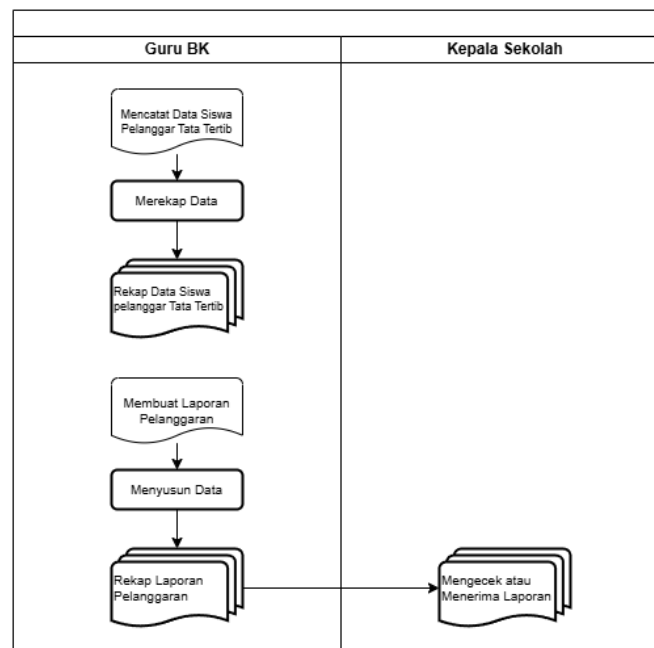 Guru BK
Kepala Sekolah
Mencatat Data Siswa
Pelanggar Tata Tertib
Merekap Data
Rekap Data Siswa
pelanggar Tata Tertib
Membuat Laporan
Pelanggaran
Menyusun Data
Rekap Laporan
Pelanggaran
Mengecek atau
Menerima Laporan